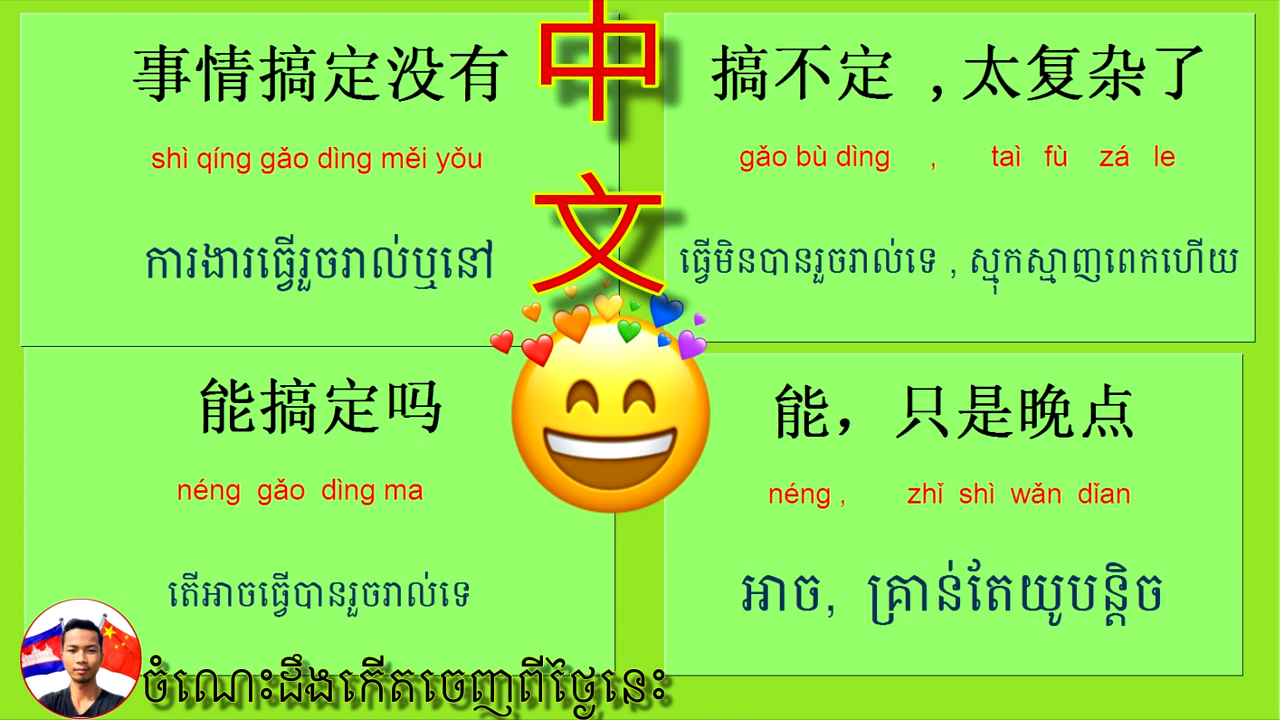 中
文
事情搞定没有
shì qíng gǎo dìng měi yǒu
ការងារធ្វើរួចរាល់ឬនៅ
搞不定 , 太复杂了
gǎo bù dìng , taì fù zá le
ធ្វើមិនបានរួចរាល់ទេ , ស្មុកស្មាញពេកហើយ
能搞定吗
néng gǎo dìng ma
តើអាចធ្វើបានរួចរាល់ទេ
能，只是晚点
néng , zhǐ shì wǎn dǐan
អាច, គ្រាន់តែយូបន្តិច
ចំណេះដឹងកើតចេញពីថ្ងៃនេះ